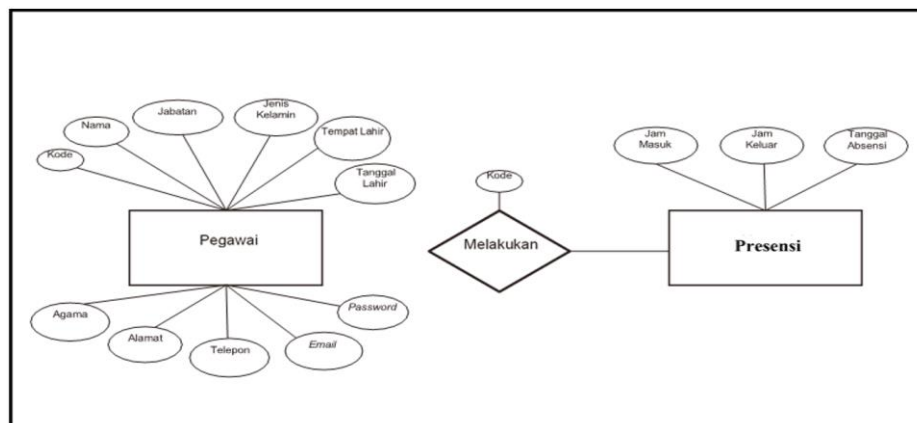 Kode
Nama
Jabatan
Jenis
Kelamin
Tempat Lahir
Tanggal
Lahir
Pegawai
Agama
Alamat
Telepon
Email
Password
Kode
Melakukan
Jam
Masuk
Jam
Keluar
Tanggal
Absensi
Presensi